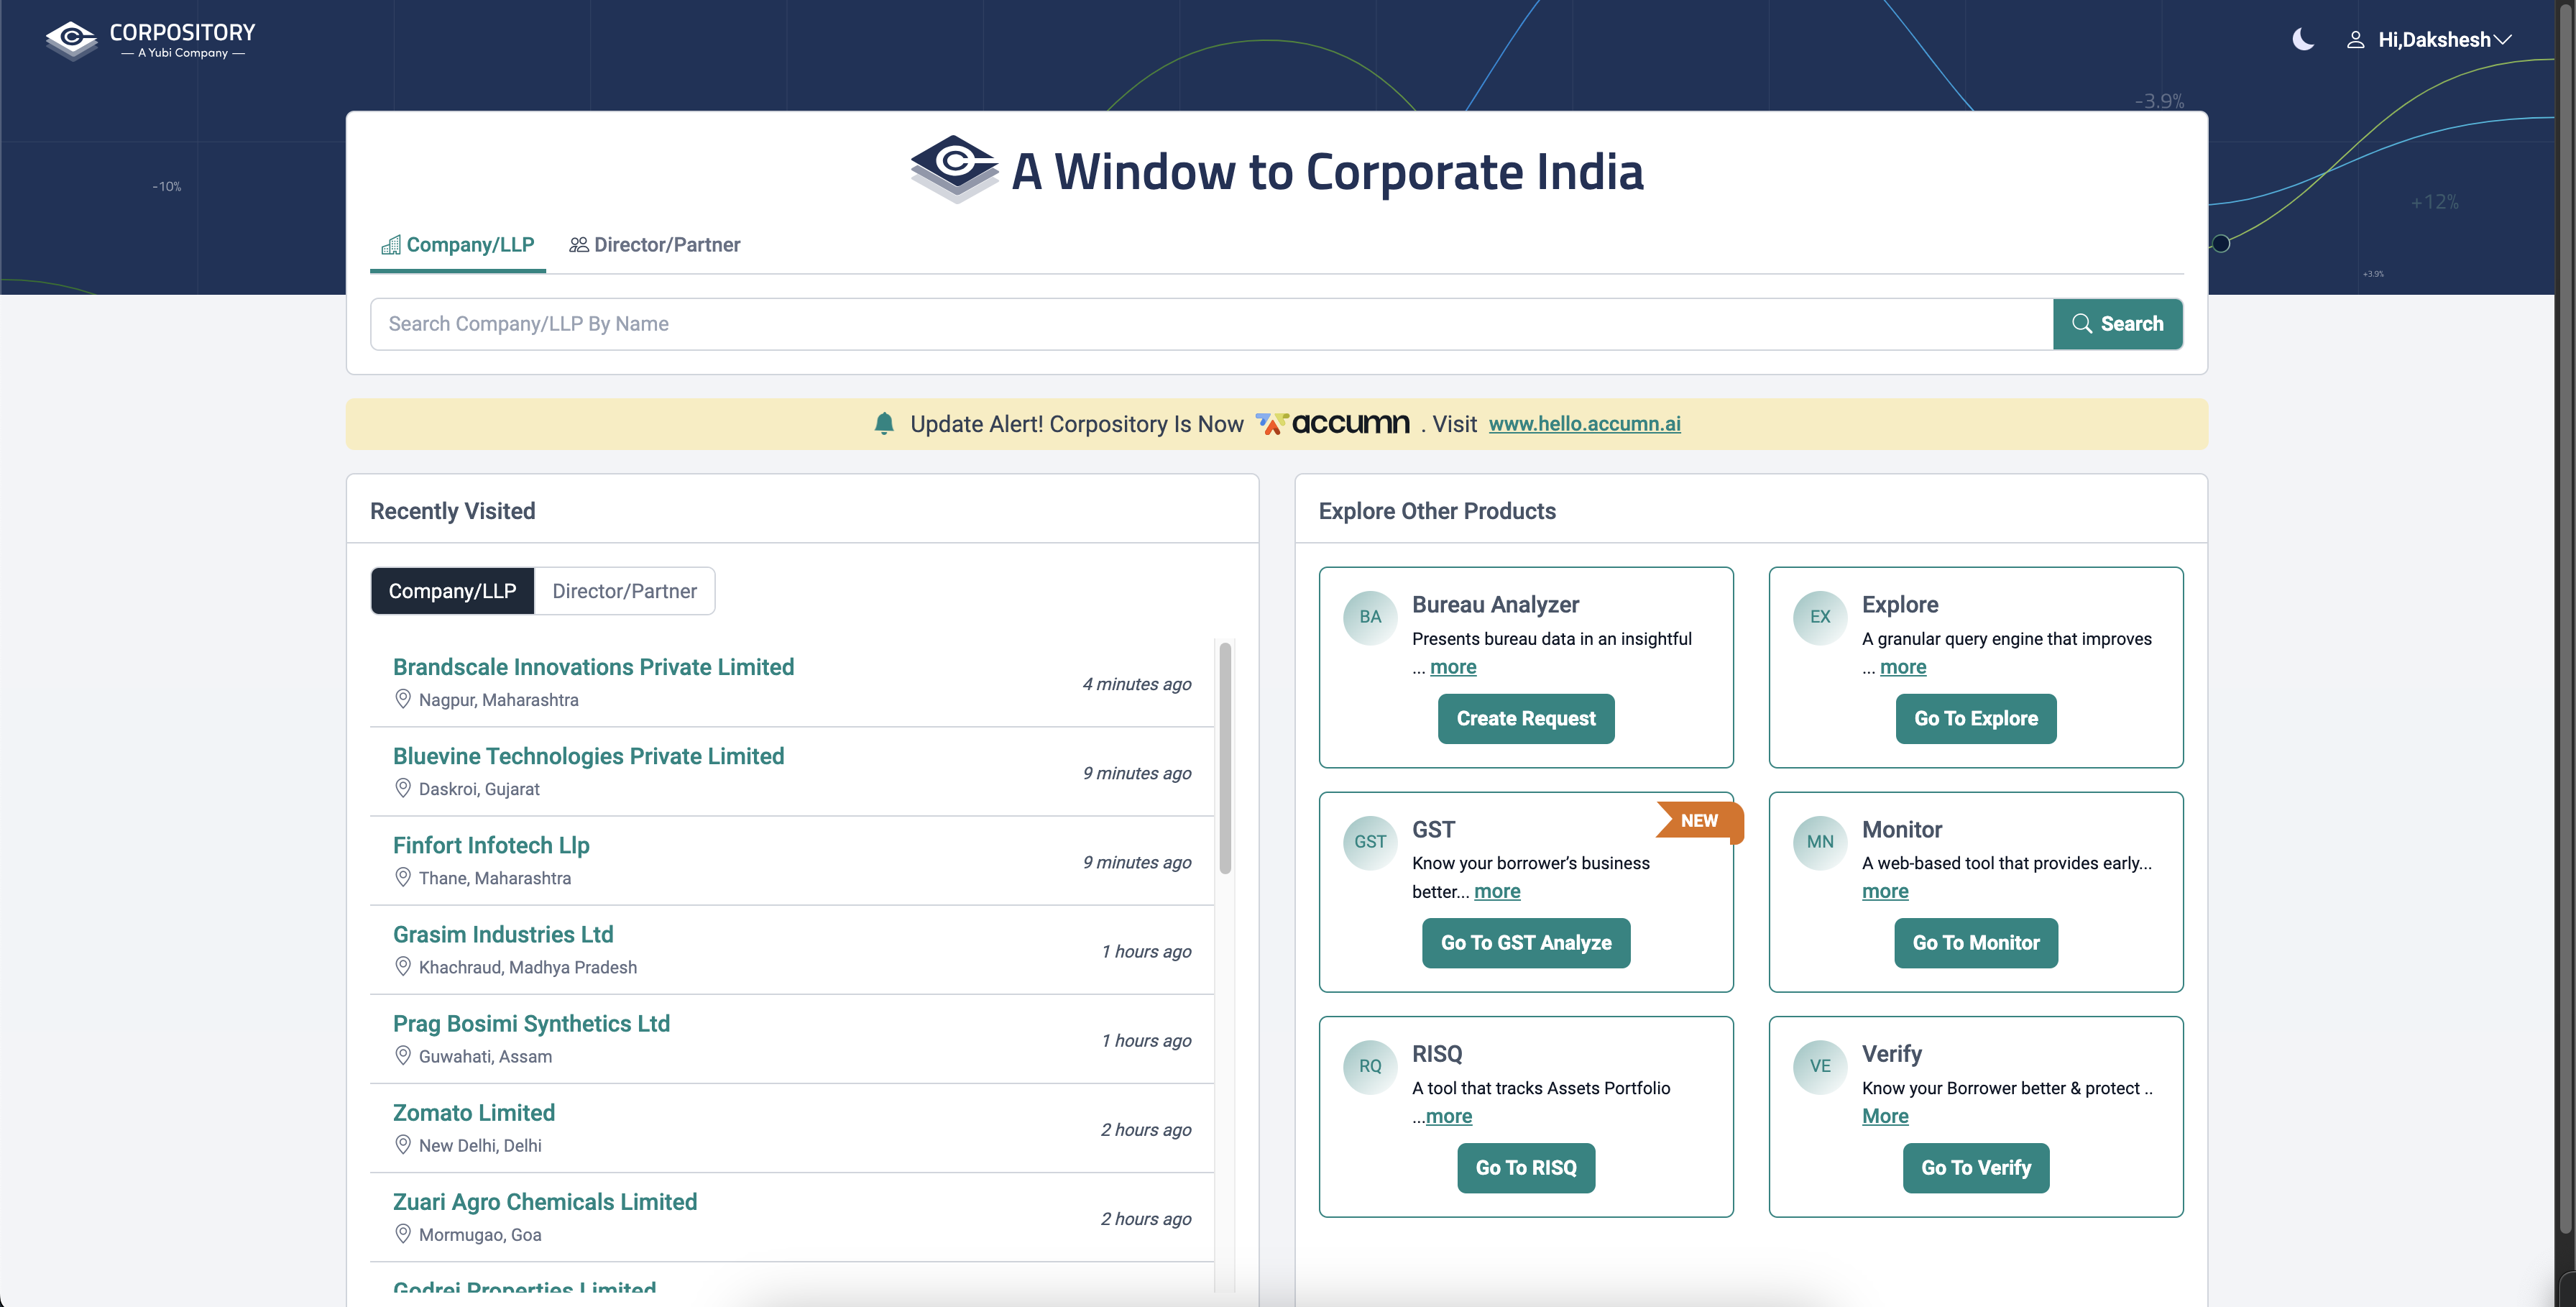 CORPOSITORY
— A Yubi Company —
Hi,Dakshesh
-3.9%
-10%
+12%
+3.9%
A Window to Corporate India
Company/LLP
Director/Partner
Search Company/LLP By Name
Search
Update Alert! Corpository Is Now accumn . Visit www.hello.accumn.ai
Recently Visited
Company/LLP
Director/Partner
Brandscale Innovations Private Limited
Nagpur, Maharashtra
4 minutes ago
Bluevine Technologies Private Limited
Daskroi, Gujarat
9 minutes ago
Finfort Infotech Llp
Thane, Maharashtra
9 minutes ago
Grasim Industries Ltd
Khachraud, Madhya Pradesh
1 hours ago
Prag Bosimi Synthetics Ltd
Guwahati, Assam
1 hours ago
Zomato Limited
New Delhi, Delhi
2 hours ago
Zuari Agro Chemicals Limited
Mormugao, Goa
2 hours ago
Godrej Properties Limited
Explore Other Products
BA
Bureau Analyzer
Presents bureau data in an insightful
... more
Create Request
EX
Explore
A granular query engine that improves
... more
Go To Explore
GST
GST
NEW
Know your borrower’s business
better... more
Go To GST Analyze
MN
Monitor
A web-based tool that provides early...
more
Go To Monitor
RQ
RISQ
A tool that tracks Assets Portfolio
...more
Go To RISQ
VE
Verify
Know your Borrower better & protect ..
More
Go To Verify